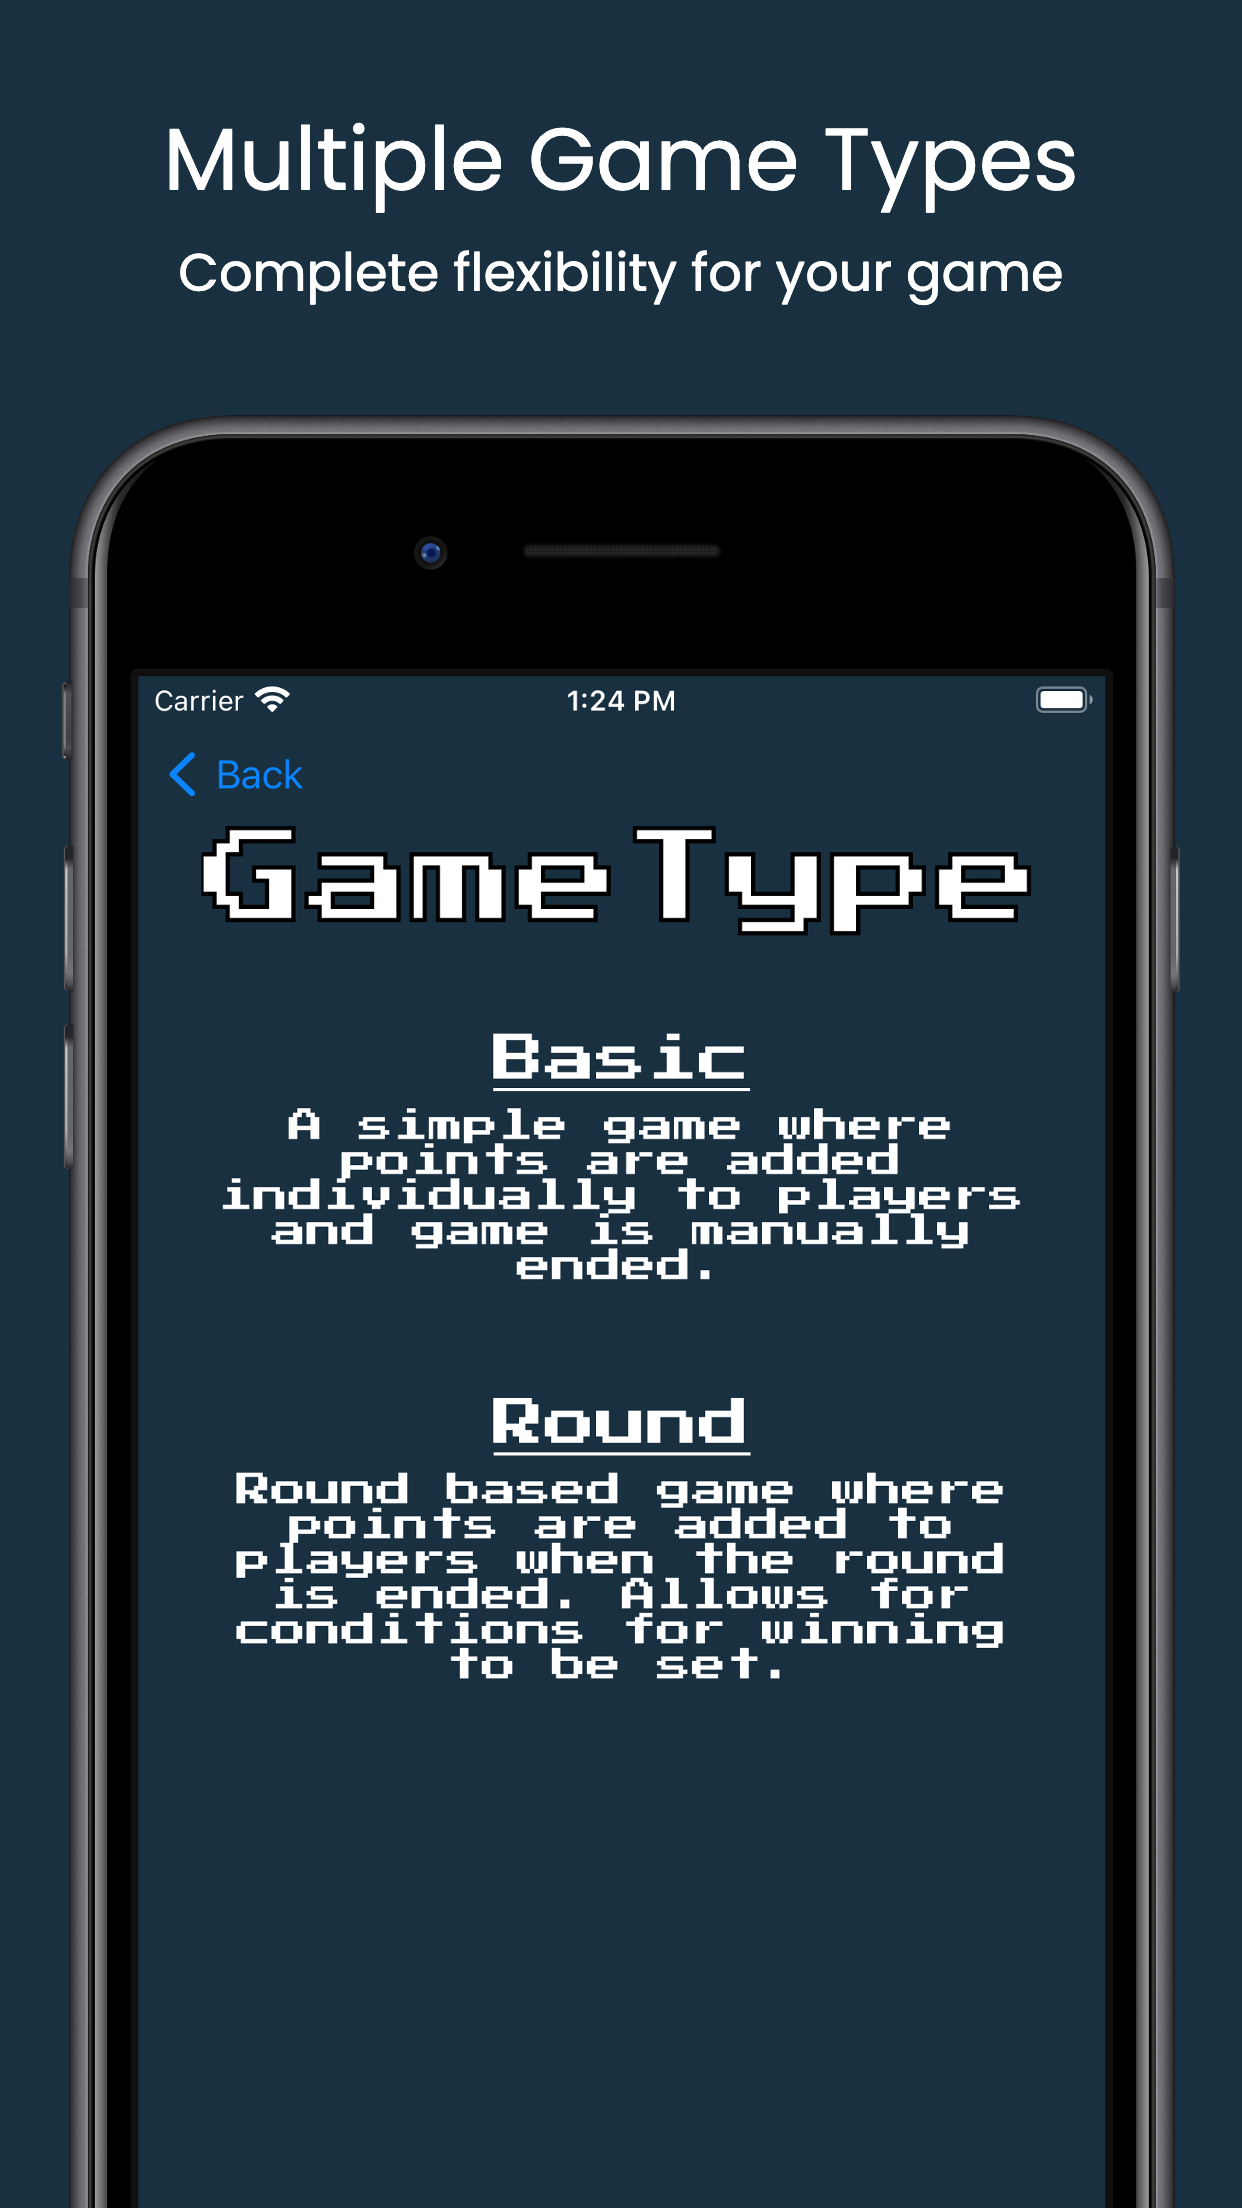 Multiple Game Types
Complete flexibility for your game
Carrier 1:24 PM
Back
Game Type
Basic
A simple game where
points are added
individually to players
and game is manually
ended.
Round
Round based game where
points are added to
players when the round
is ended. Allows for
conditions for winning
to be set.